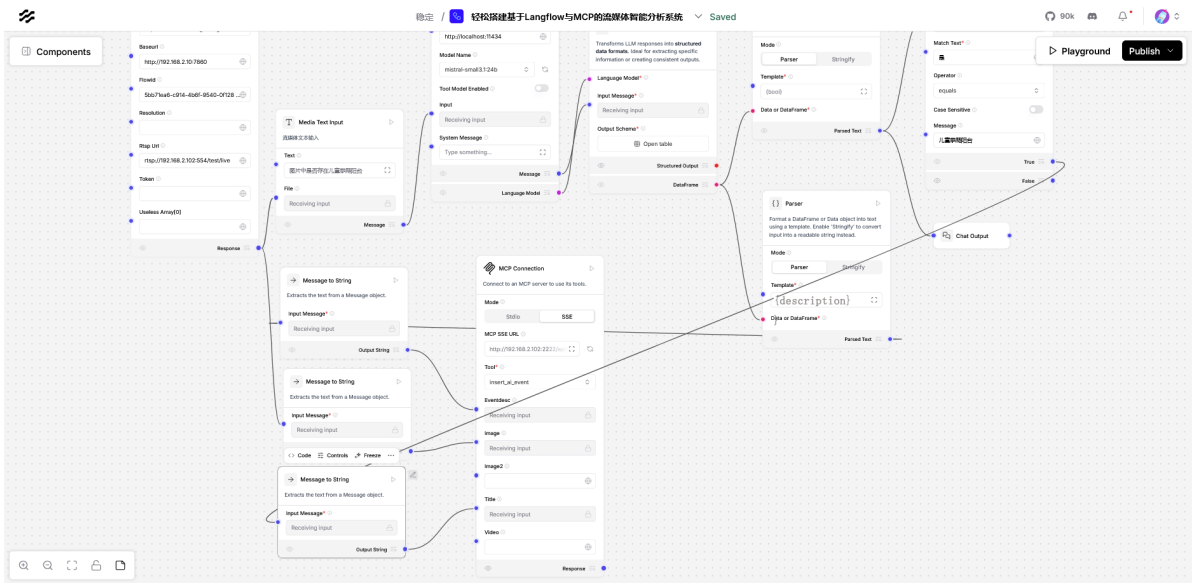 稳定 / 轻松搭建基于Langflow与MCP的流媒体智能分析系统 Saved
90k
Components
Playground
Publish
Baseurl
http://192.168.2.10:7860
Flowid
5bb71ea6-c914-4b6f-9540-0f128 ...
Resolution
Rtsp Url
rtsp://192.168.2.102:554/test/live
Token
Useless Array[0]
Response
Media Text Input
流媒体文本输入
Text
图片中是否存在儿童攀爬阳台
File
Receiving input
Message
http://localhost:11434
Model Name
mistral-small3.1:24b
Tool Model Enabled
Input
Receiving input
System Message
Type something...
Message
Language Model
Transforms LLM responses into structured
data formats. Ideal for extracting specific
information or creating consistent outputs.
Language Model*
Input Message*
Receiving input
Output Schema*
Open table
Structured Output
DataFrame
Mode
Parser
Stringify
Template*
{bool}
Data or DataFrame*
Parsed Text
Match Text*
是
Operator
equals
Case Sensitive
Message
儿童攀爬阳台
True
False
Parser
Format a DataFrame or Data object into text
using a template. Enable 'Stringify' to convert
input into a readable string instead.
Mode
Parser
Stringify
Template*
{description}
Data or DataFrame*
Parsed Text
Chat Output
Message to String
Extracts the text from a Message object.
Input Message*
Receiving input
Output String
Message to String
Extracts the text from a Message object.
Input Message*
Receiving input
Code
Controls
Freeze
...
Message to String
Extracts the text from a Message object.
Input Message*
Receiving input
Output String
MCP Connection
Connect to an MCP server to use its tools.
Mode
Stdio
SSE
MCP SSE URL
http://192.168.2.102:2222/
Tool*
insert_ai_event
Eventdesc
Receiving input
Image
Receiving input
Image2
Title
Receiving input
Video
Response